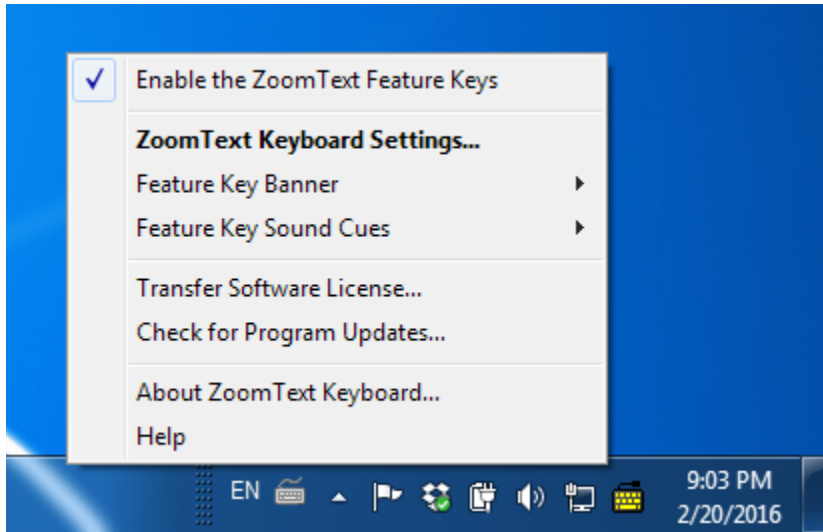 Enable the ZoomText Feature Keys
ZoomText Keyboard Settings...
Feature Key Banner
Feature Key Sound Cues
Transfer Software License...
Check for Program Updates...
About ZoomText Keyboard...
Help
EN
9:03 PM
2/20/2016